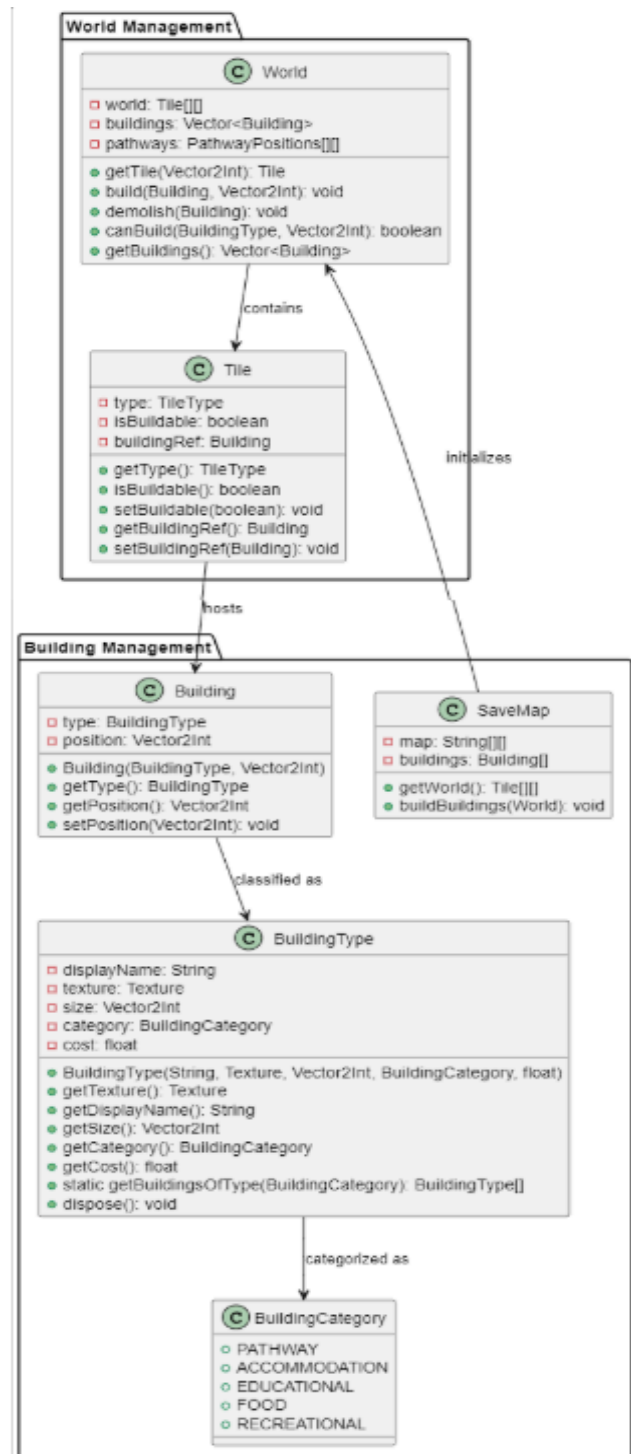 World Management
C World
world: Tile[][]
buildings: Vector<Building>
pathways: PathwayPositions[][]
getTile(Vector2Int): Tile
build(Building, Vector2Int): void
demolish(Building): void
canBuild(BuildingType, Vector2Int): boolean
getBuildings(): Vector<Building>
contains
C Tile
type: TileType
isBuildable: boolean
buildingRef: Building
getType(): TileType
isBuildable(): boolean
setBuildable(boolean): void
getBuildingRef(): Building
setBuildingRef(Building): void
initializes
hosts
Building Management
C Building
type: BuildingType
position: Vector2Int
Building(BuildingType, Vector2Int)
getType(): BuildingType
getPosition(): Vector2Int
setPosition(Vector2Int): void
C SaveMap
map: String[][]
buildings: Building[]
getWorld(): Tile[][]
buildBuildings(World): void
classified as
C BuildingType
displayName: String
texture: Texture
size: Vector2Int
category: BuildingCategory
cost: float
BuildingType(String, Texture, Vector2Int, BuildingCategory, float)
getTexture(): Texture
getDisplayName(): String
getSize(): Vector2Int
getCategory(): BuildingCategory
getCost(): float
static getBuildingsOfType(BuildingCategory): BuildingType[]
dispose(): void
categorized as
C BuildingCategory
PATHWAY
ACCOMMODATION
EDUCATIONAL
FOOD
RECREATIONAL